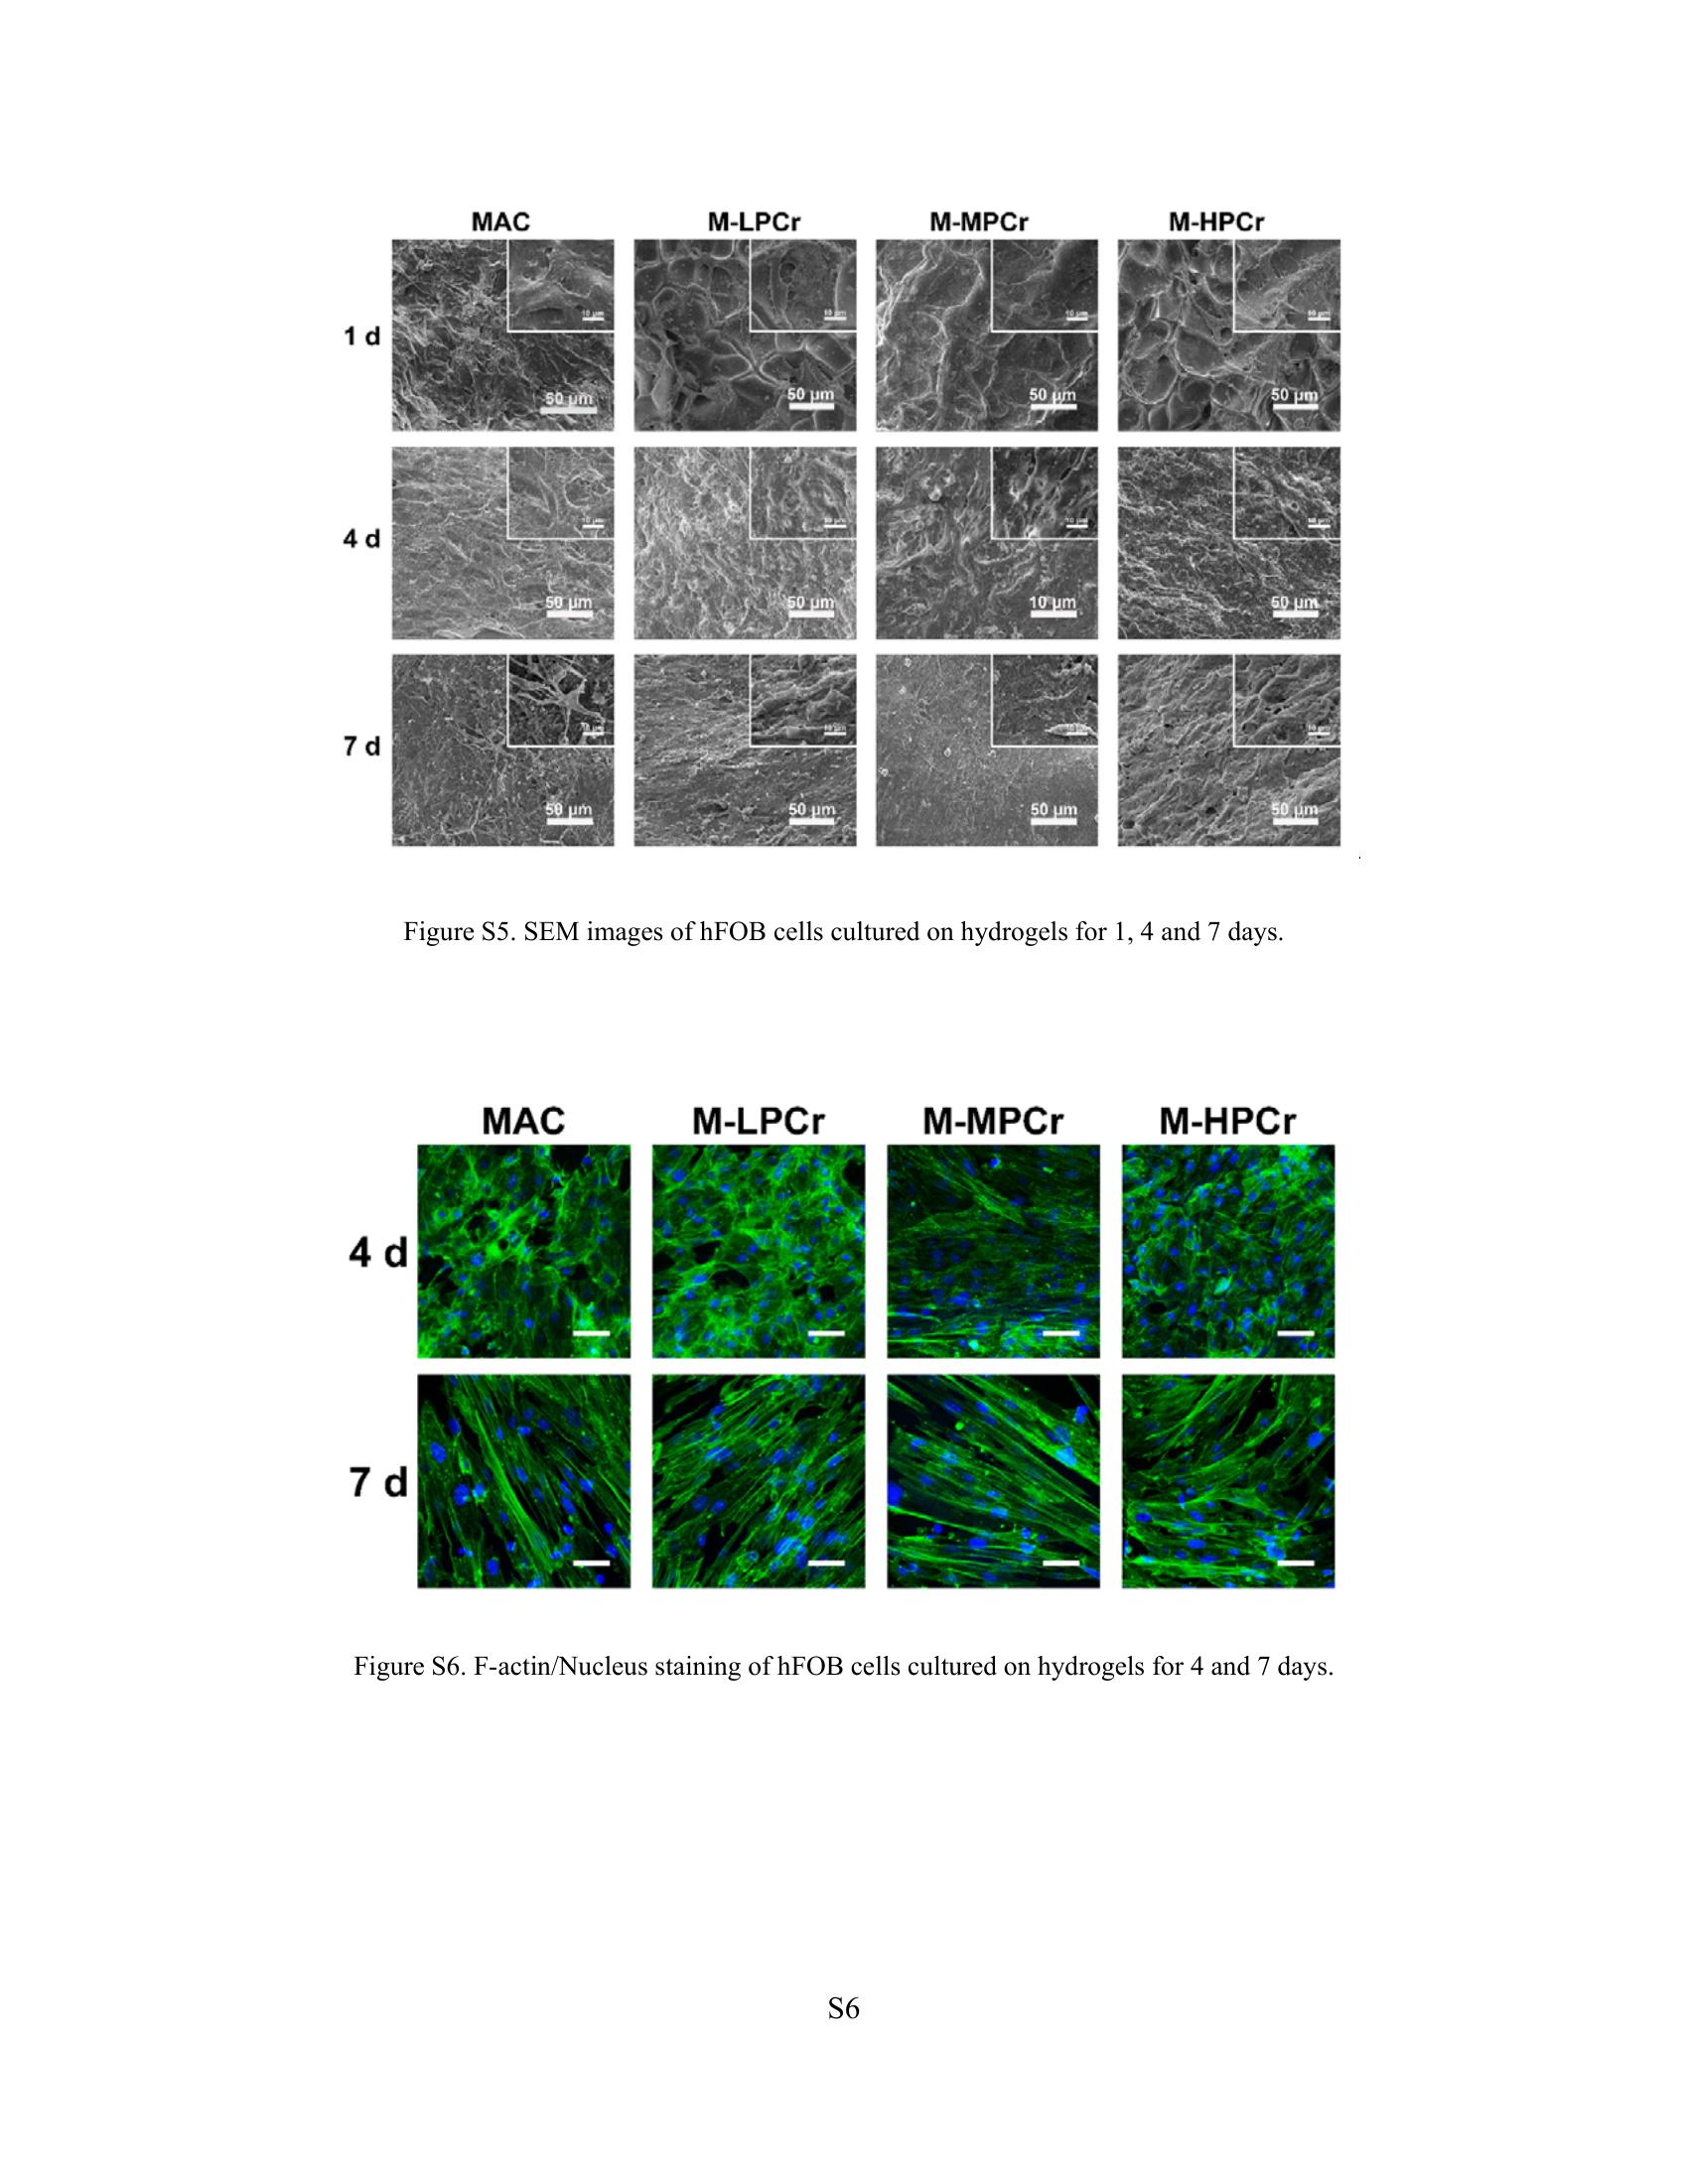 MAC M-LPCr M-MPCr M-HPCr
1 d
50 µm 50 µm 50 µm 50 µm
4 d
50 µm 50 µm 10 µm 50 µm
7 d
50 µm 50 µm 50 µm 50 µm
Figure S5. SEM images of hFOB cells cultured on hydrogels for 1, 4 and 7 days.
MAC M-LPCr M-MPCr M-HPCr
4 d
7 d
Figure S6. F-actin/Nucleus staining of hFOB cells cultured on hydrogels for 4 and 7 days.
S6